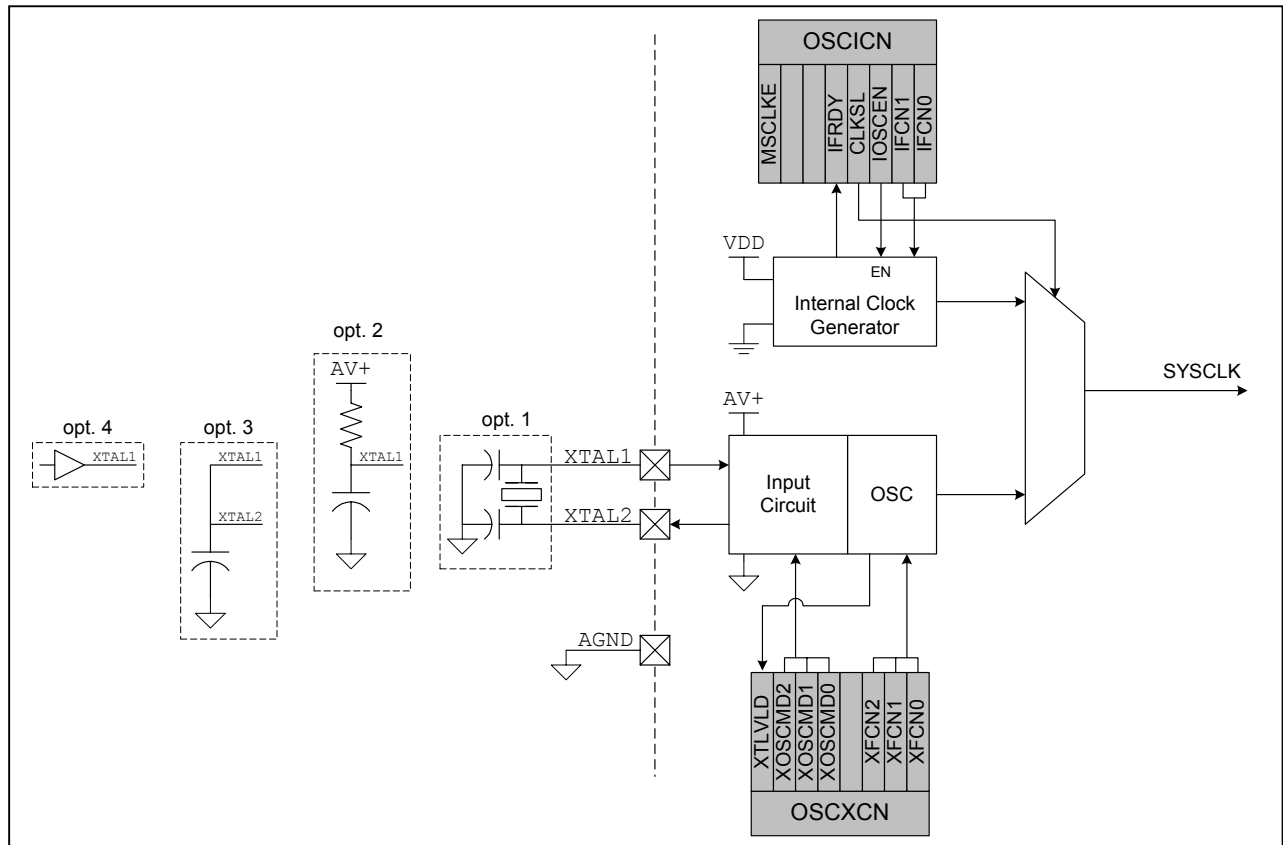 OSCICN
MSCLKE
IFRDY
CLKSL
IOSCEN
IFCN1
IFCN0
VDD
EN
Internal Clock
Generator
opt. 2
AV+
XTAL1
opt. 4
XTAL1
opt. 3
XTAL1
XTAL2
opt. 1
XTAL1
XTAL2
AGND
AV+
Input
Circuit
OSC
SYSCLK
XTLVLD
XOSCMD2
XOSCMD1
XOSCMD0
XFCN2
XFCN1
XFCN0
OSCXCN